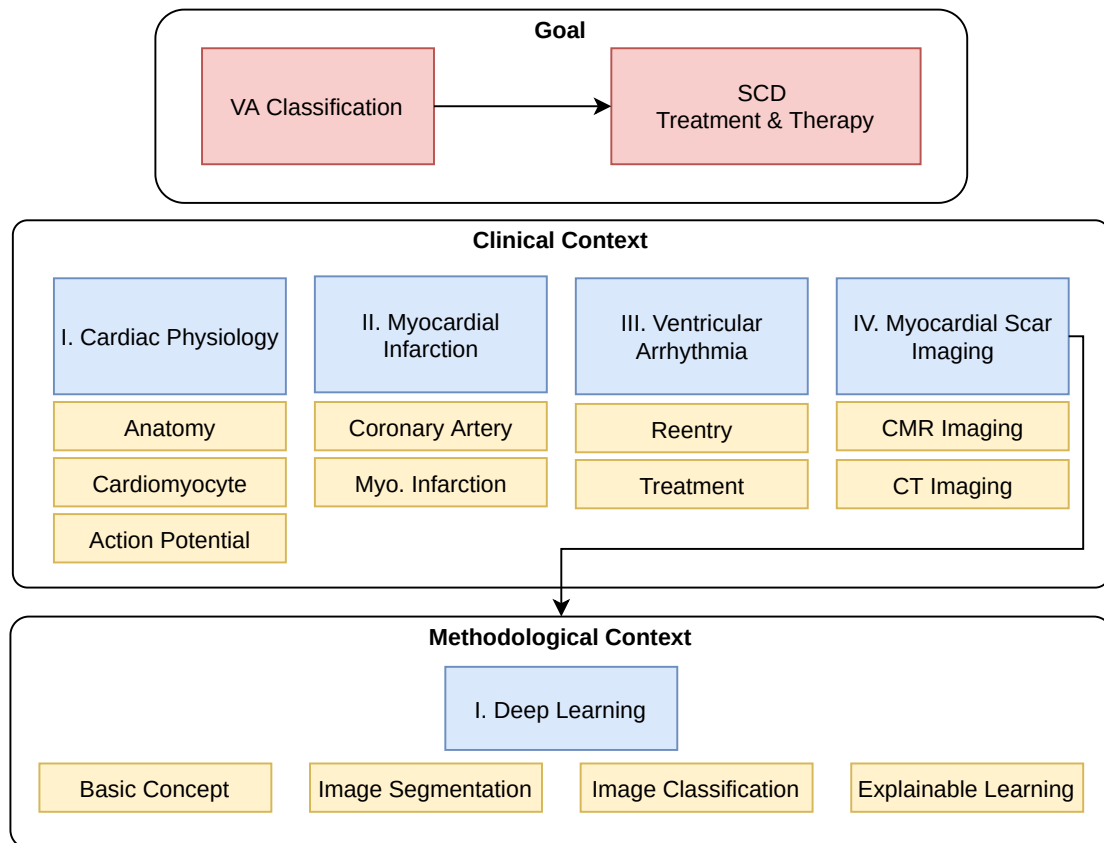 Goal
VA Classification
SCD
Treatment & Therapy
Clinical Context
I. Cardiac Physiology
Anatomy
Cardiomyocyte
Action Potential
II. Myocardial
Infarction
Coronary Artery
Myo. Infarction
III. Ventricular
Arrhythmia
Reentry
Treatment
IV. Myocardial Scar
Imaging
CMR Imaging
CT Imaging
Methodological Context
I. Deep Learning
Basic Concept
Image Segmentation
Image Classification
Explainable Learning